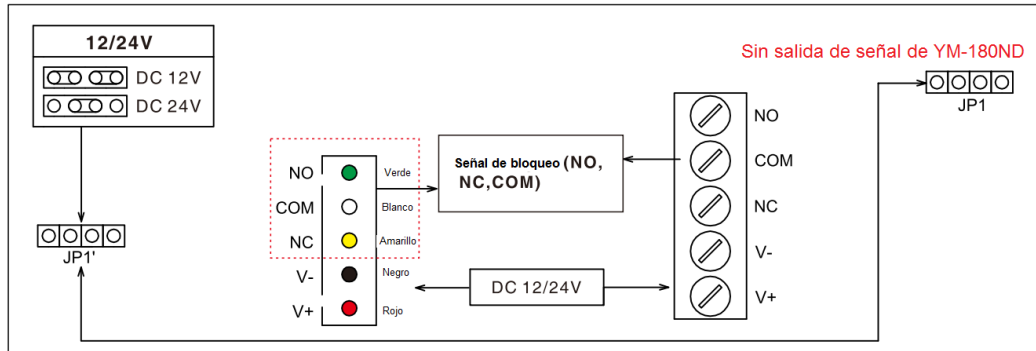 12/24V
DC 12V
DC 24V
Sin salida de señal de YM-180ND
JP1
NO
COM
NC
V-
V+
Señal de bloqueo (NO,
NC,COM)
NO Verde
COM Blanco
NC Amarillo
V- Negro
V+ Rojo
DC 12/24V
JP1'